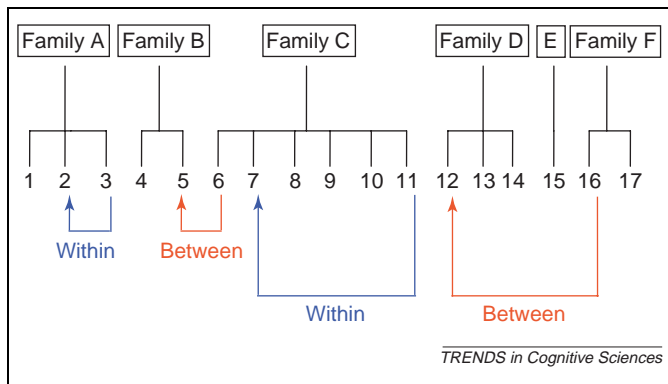 Family A Family B Family C Family D E Family F
1 2 3 4 5 6 7 8 9 10 11 12 13 14 15 16 17
Within Between
Within Between
TRENDS in Cognitive Sciences